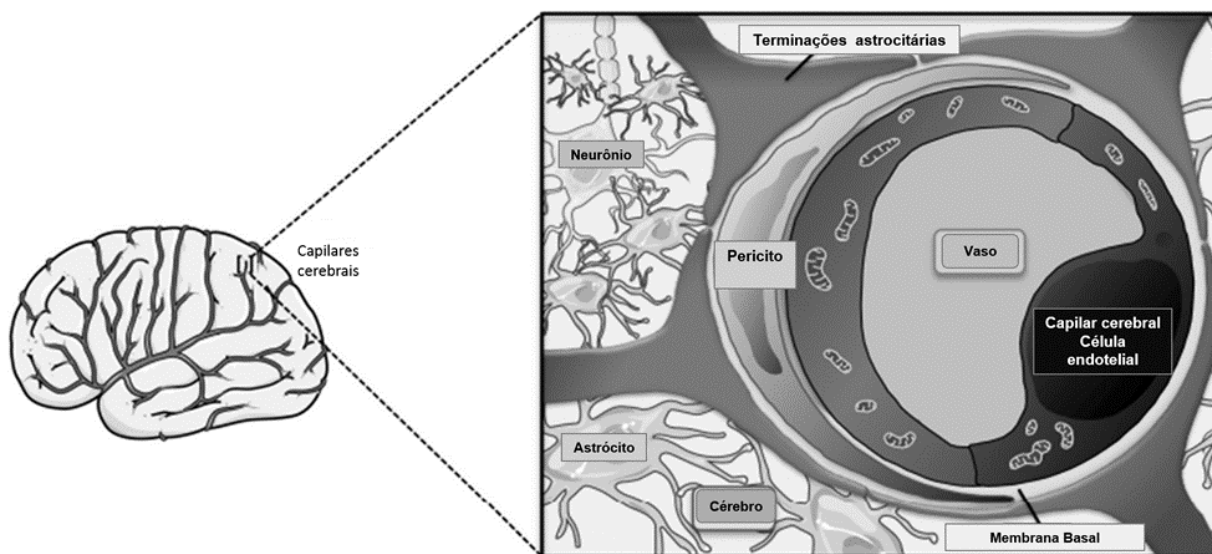 Terminações astrocitárias
Neurônio
Capilares
cerebrais
Pericito
Vaso
Capilar cerebral
Célula
endotelial
Astrócito
Cérebro
Membrana Basal